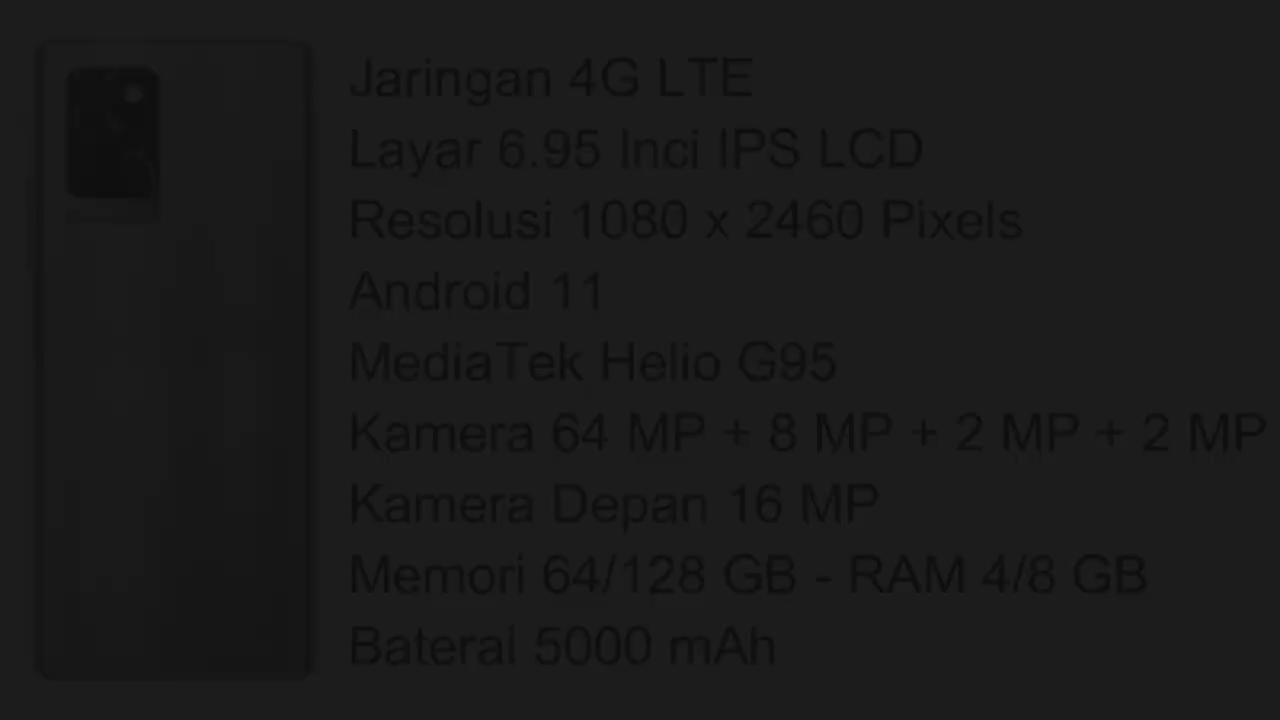 Jaringan 4G LTE
Layar 6.95 Inci IPS LCD
Resolusi 1080 x 2460 Pixels
Android 11
MediaTek Helio G95
Kamera 64 MP + 8 MP + 2 MP + 2 MP
Kamera Depan 16 MP
Memori 64/128 GB - RAM 4/8 GB
Baterai 5000 mAh